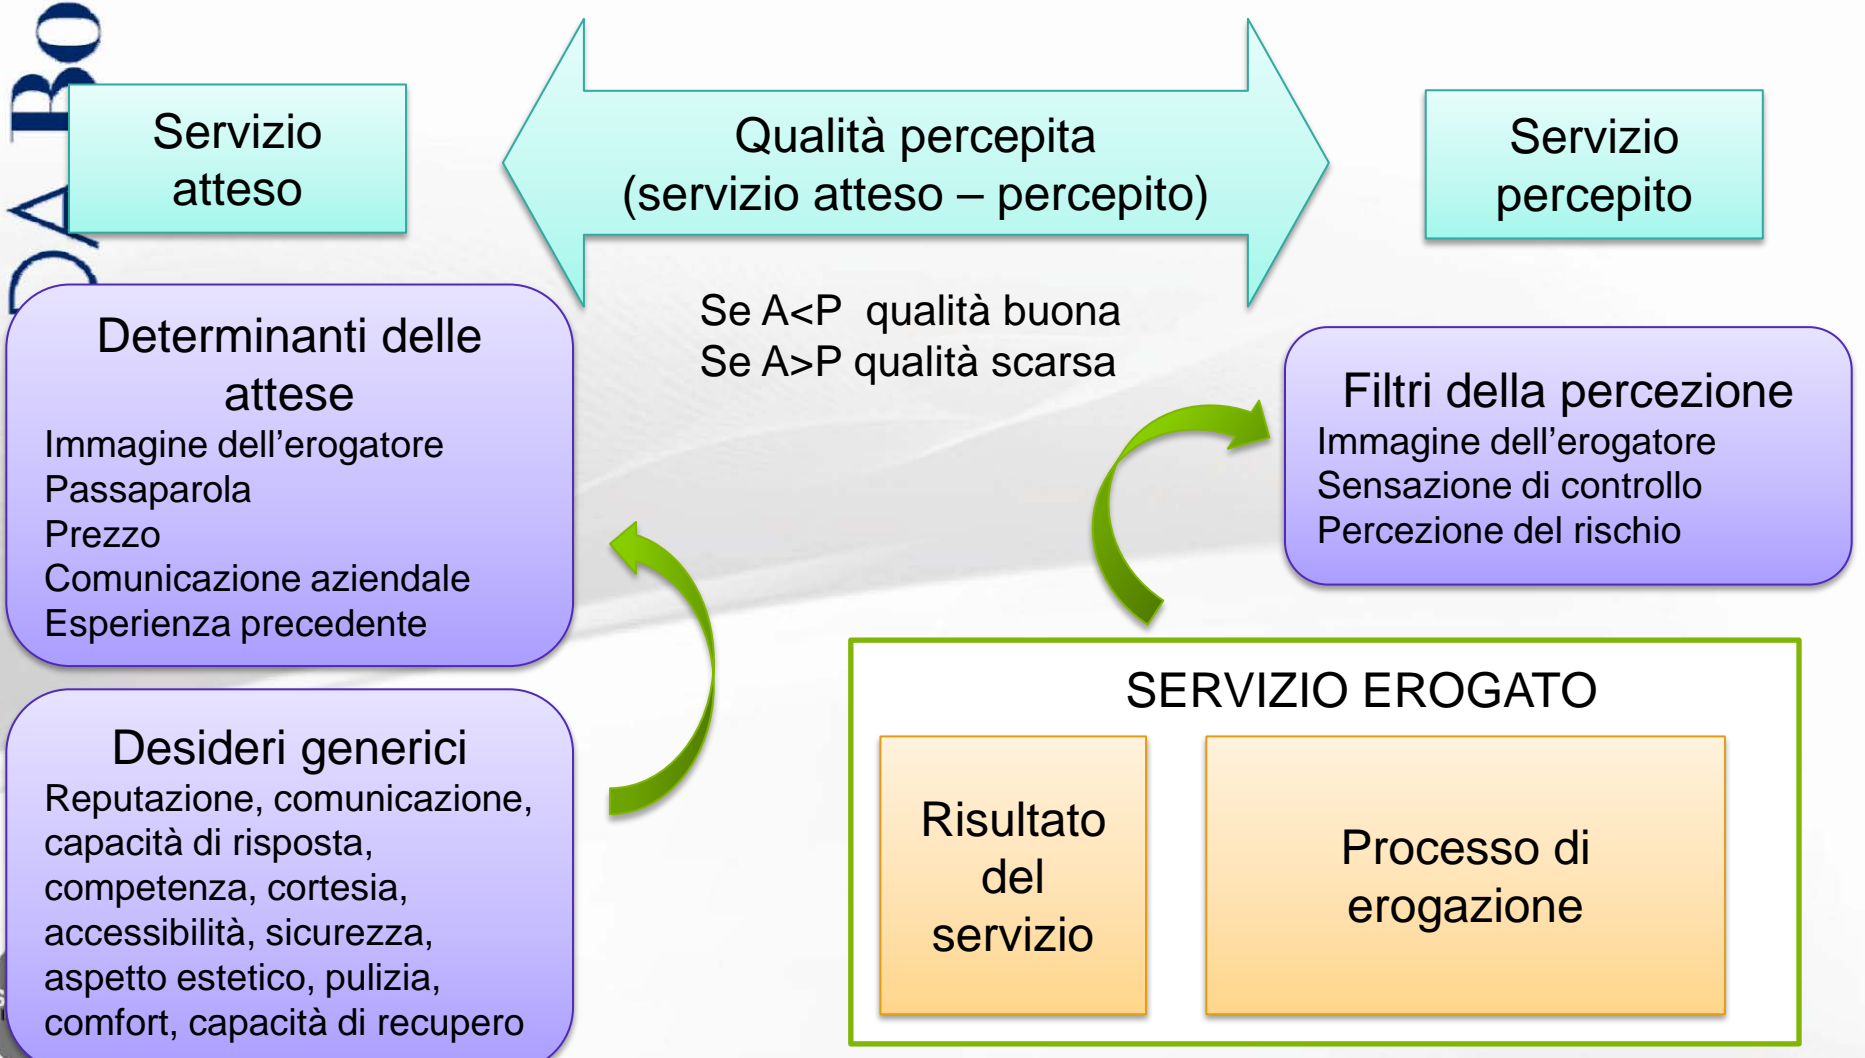 DA BO
Servizio
atteso
Qualità percepita
(servizio atteso – percepito)
Servizio
percepito
Se A<P  qualità buona
Se A>P qualità scarsa
Determinanti delle
attese
Immagine dell’erogatore
Passaparola
Prezzo
Comunicazione aziendale
Esperienza precedente
Filtri della percezione
Immagine dell’erogatore
Sensazione di controllo
Percezione del rischio
Desideri generici
Reputazione, comunicazione,
capacità di risposta,
competenza, cortesia,
accessibilità, sicurezza,
aspetto estetico, pulizia,
comfort, capacità di recupero
SERVIZIO EROGATO
Risultato
del
servizio
Processo di
erogazione